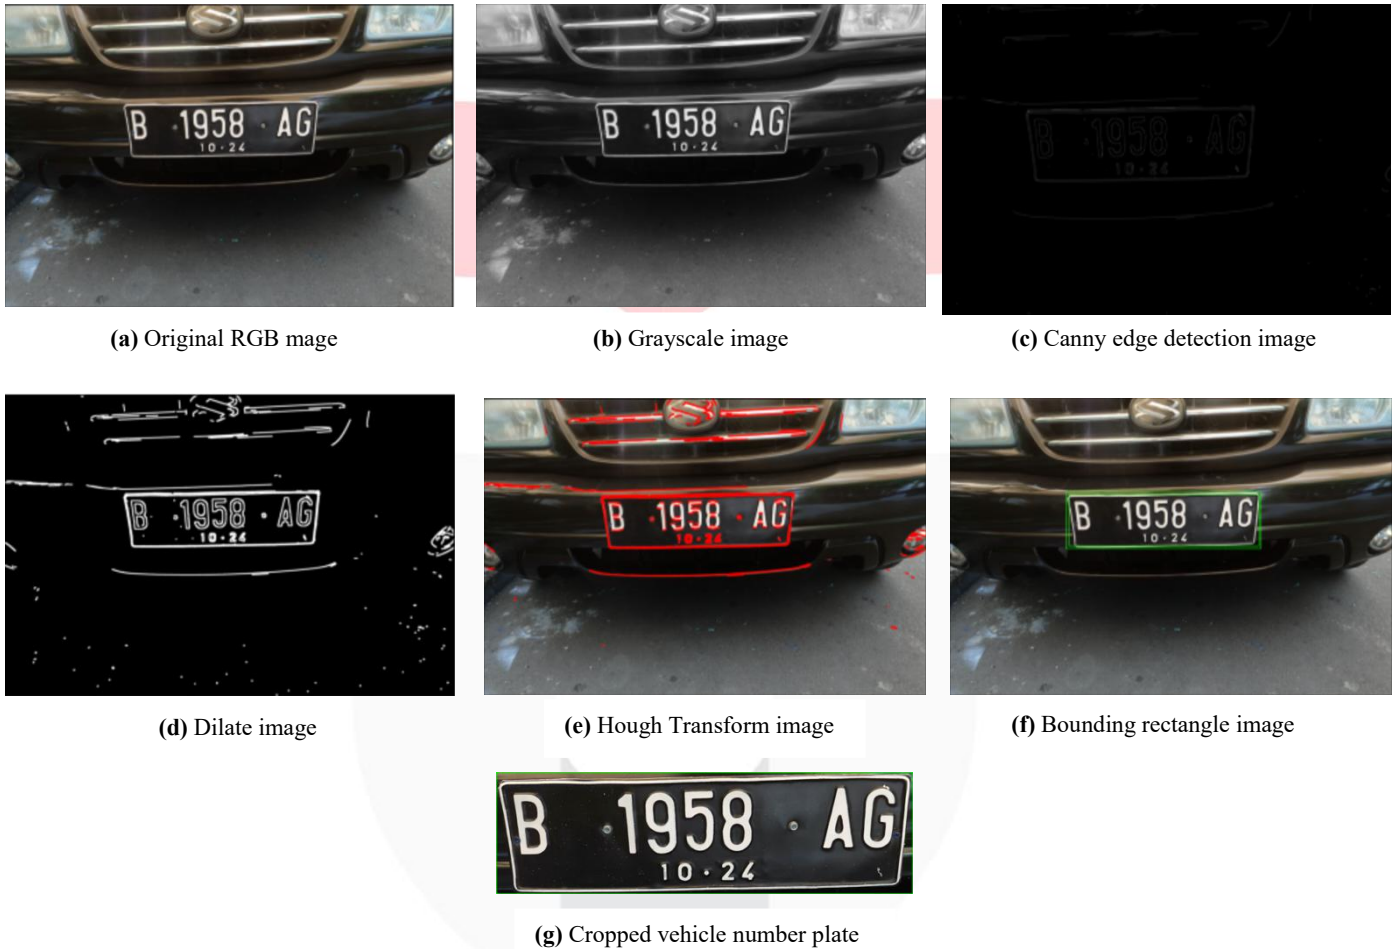 B 1958 AG
10·24
B 1958 AG
10·24
B 1958 AG
10·24
(a) Original RGB mage
(b) Grayscale image
(c) Canny edge detection image
B 1958 AG
10·24
B 1958 AG
10·24
B 1958 AG
10·24
(d) Dilate image
(e) Hough Transform image
(f) Bounding rectangle image
B 1958 AG
10·24
(g) Cropped vehicle number plate